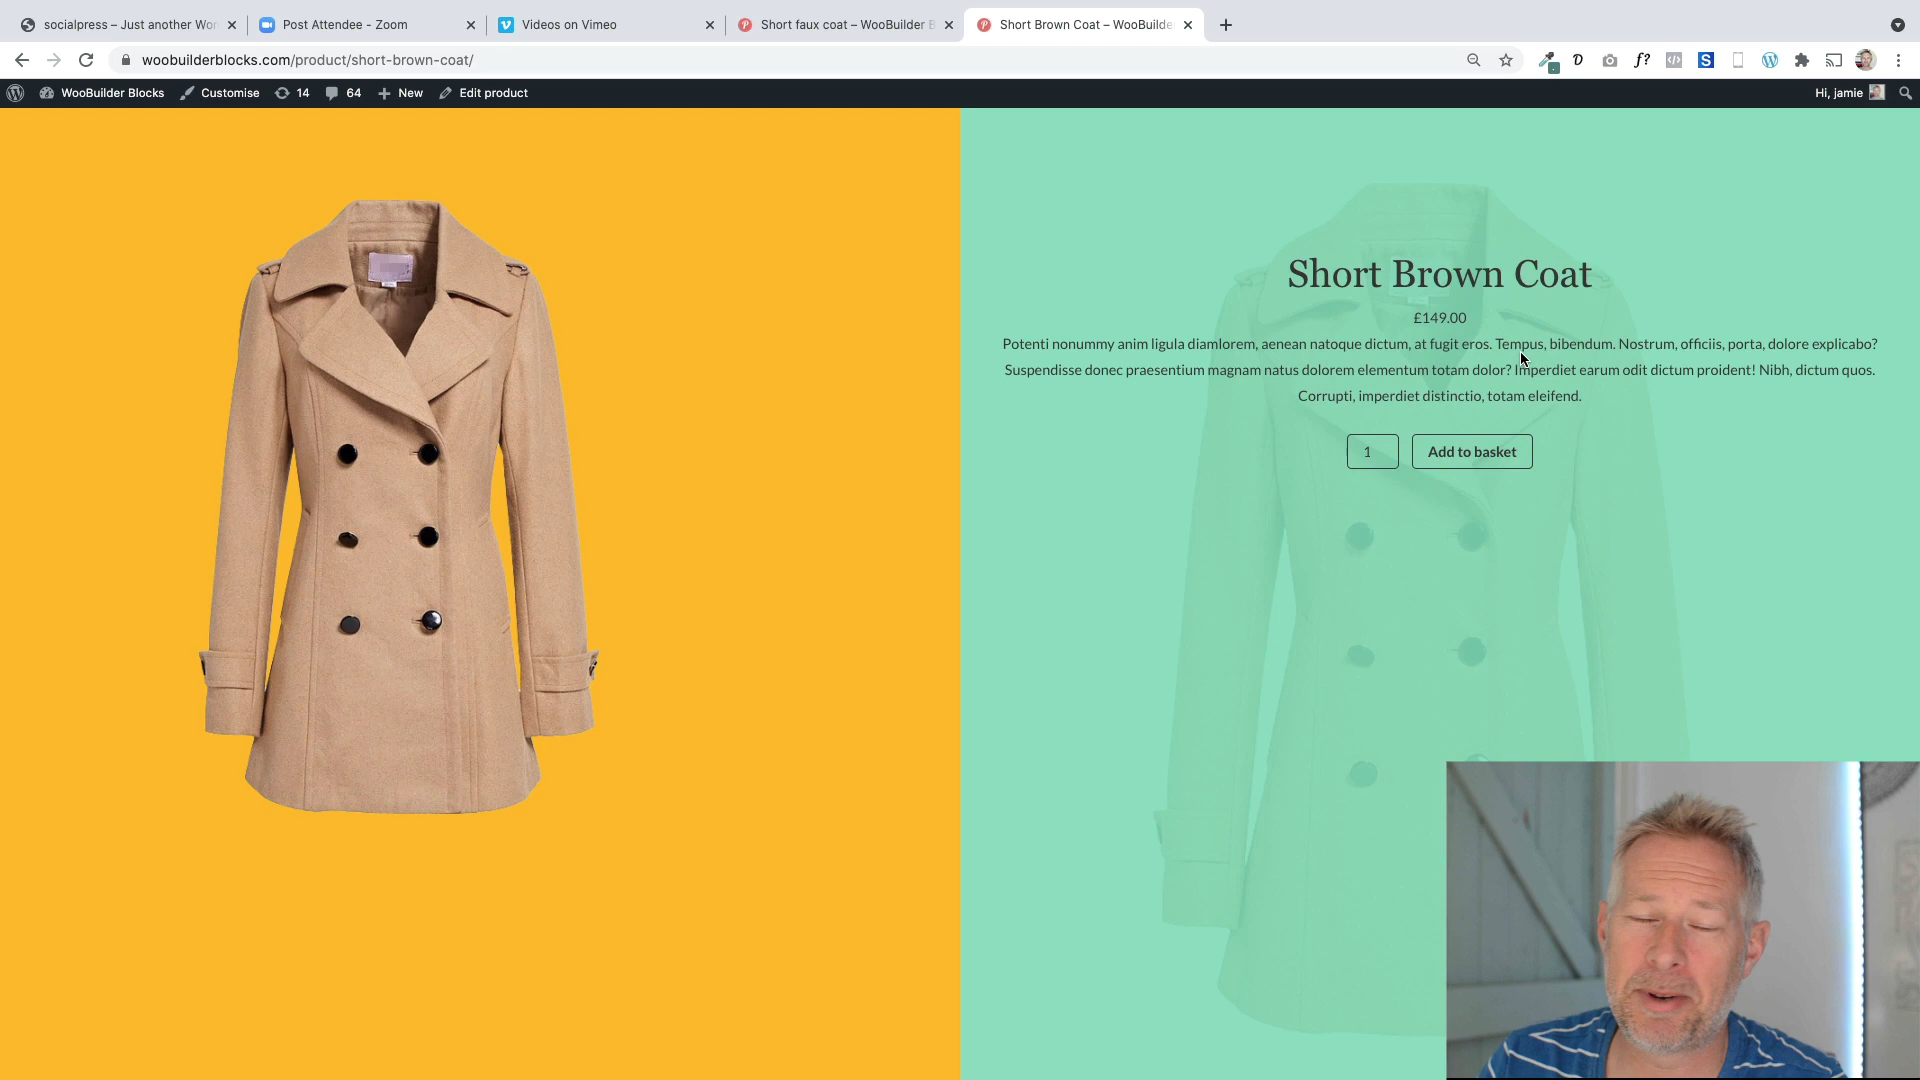 socialpress – Just another Wor
Post Attendee - Zoom
Videos on Vimeo
Short faux coat – WooBuilder B
Short Brown Coat – WooBuilde
woobuilderblocks.com/product/short-brown-coat/
WooBuilder Blocks
Customise
14
64
New
Edit product
Hi, jamie
Short Brown Coat
£149.00
Potenti nonummy anim ligula diamlorem, aenean natoque dictum, at fugit eros. Tempus, bibendum. Nostrum, officiis, porta, dolore explicabo?
Suspendisse donec praesentium magnam natus dolorem elementum totam dolor? Imperdiet earum odit dictum proident! Nibh, dictum quos.
Corrupti, imperdiet distinctio, totam eleifend.
1
Add to basket